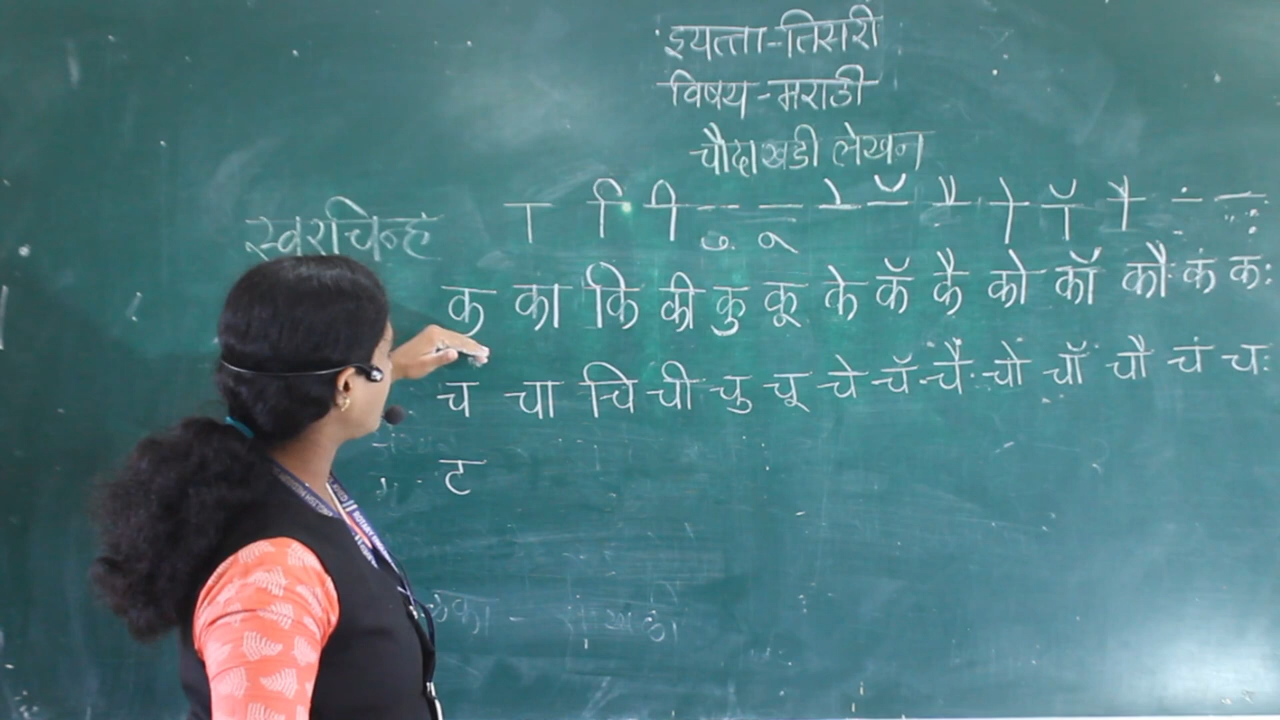 इयत्ता-तिसरी
विषय-मराठी
चौदाखडी लेखन
स्वरचिन्ह ा ि ी ु ू े ॅ ै ो ॉ ौ ं ः
क का कि की कु कू के कॅ कै को कॉ कौ कं कः
च चा चि ची चु चू चे चॅ चै चो चॉ चौ चं चः
ट